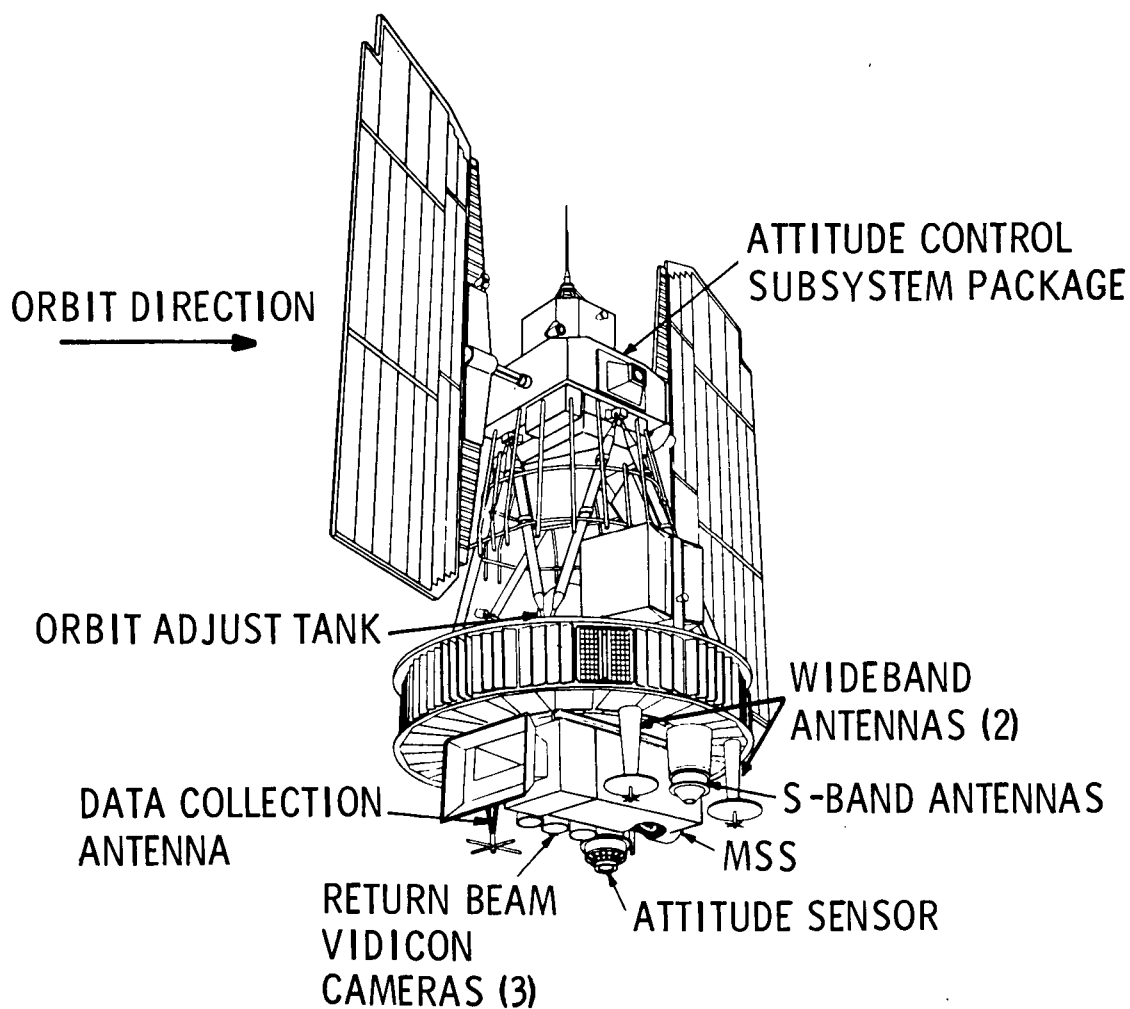 ATTITUDE CONTROL
SUBSYSTEM PACKAGE
ORBIT DIRECTION
ORBIT ADJUST TANK
WIDEBAND
ANTENNAS (2)
S-BAND ANTENNAS
DATA COLLECTION
ANTENNA
MSS
RETURN BEAM
VIDICON
CAMERAS (3)
ATTITUDE SENSOR